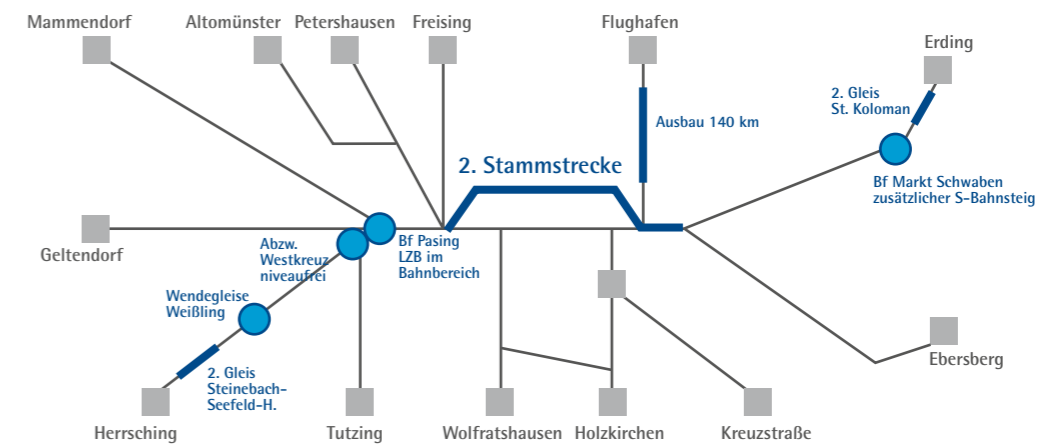 Mammendorf
Altomünster
Petershausen
Freising
Flughafen
Erding
2. Gleis
St. Koloman
Ausbau 140 km
2. Stammstrecke
Bf Markt Schwaben
zusätzlicher S-Bahnsteig
Geltendorf
Abzw.
Westkreuz
niveaufrei
Bf Pasing
LZB im
Bahnbereich
Wendegleise
Weißling
2. Gleis
Steinebach-
Seefeld-H.
Ebersberg
Herrsching
Tutzing
Wolfratshausen
Holzkirchen
Kreuzstraße